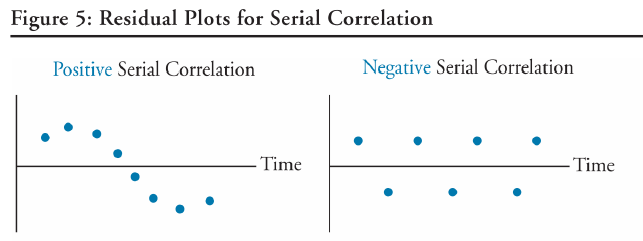 Figure 5: Residual Plots for Serial Correlation
Positive Serial Correlation
Negative Serial Correlation
Time
Time